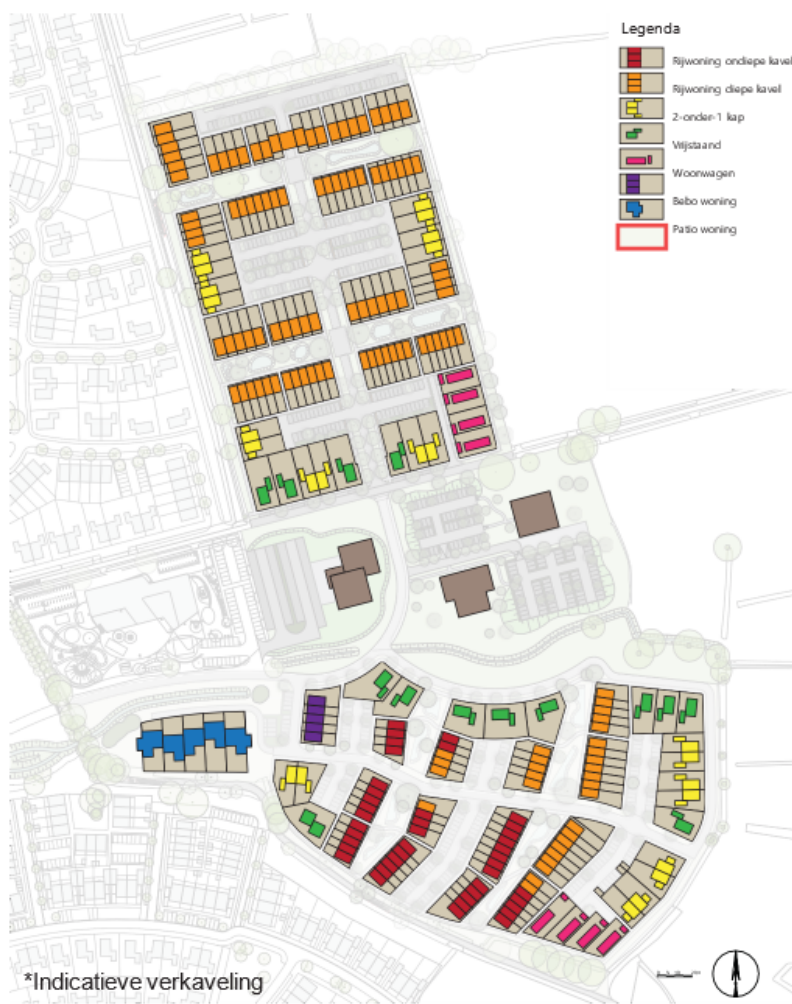 Legenda
Rijwoning ondiepe kavel
Rijwoning diepe kavel
2-onder-1 kap
Vrijstaand
Woonwagen
Bebo woning
Patio woning
*Indicatieve verkaveling